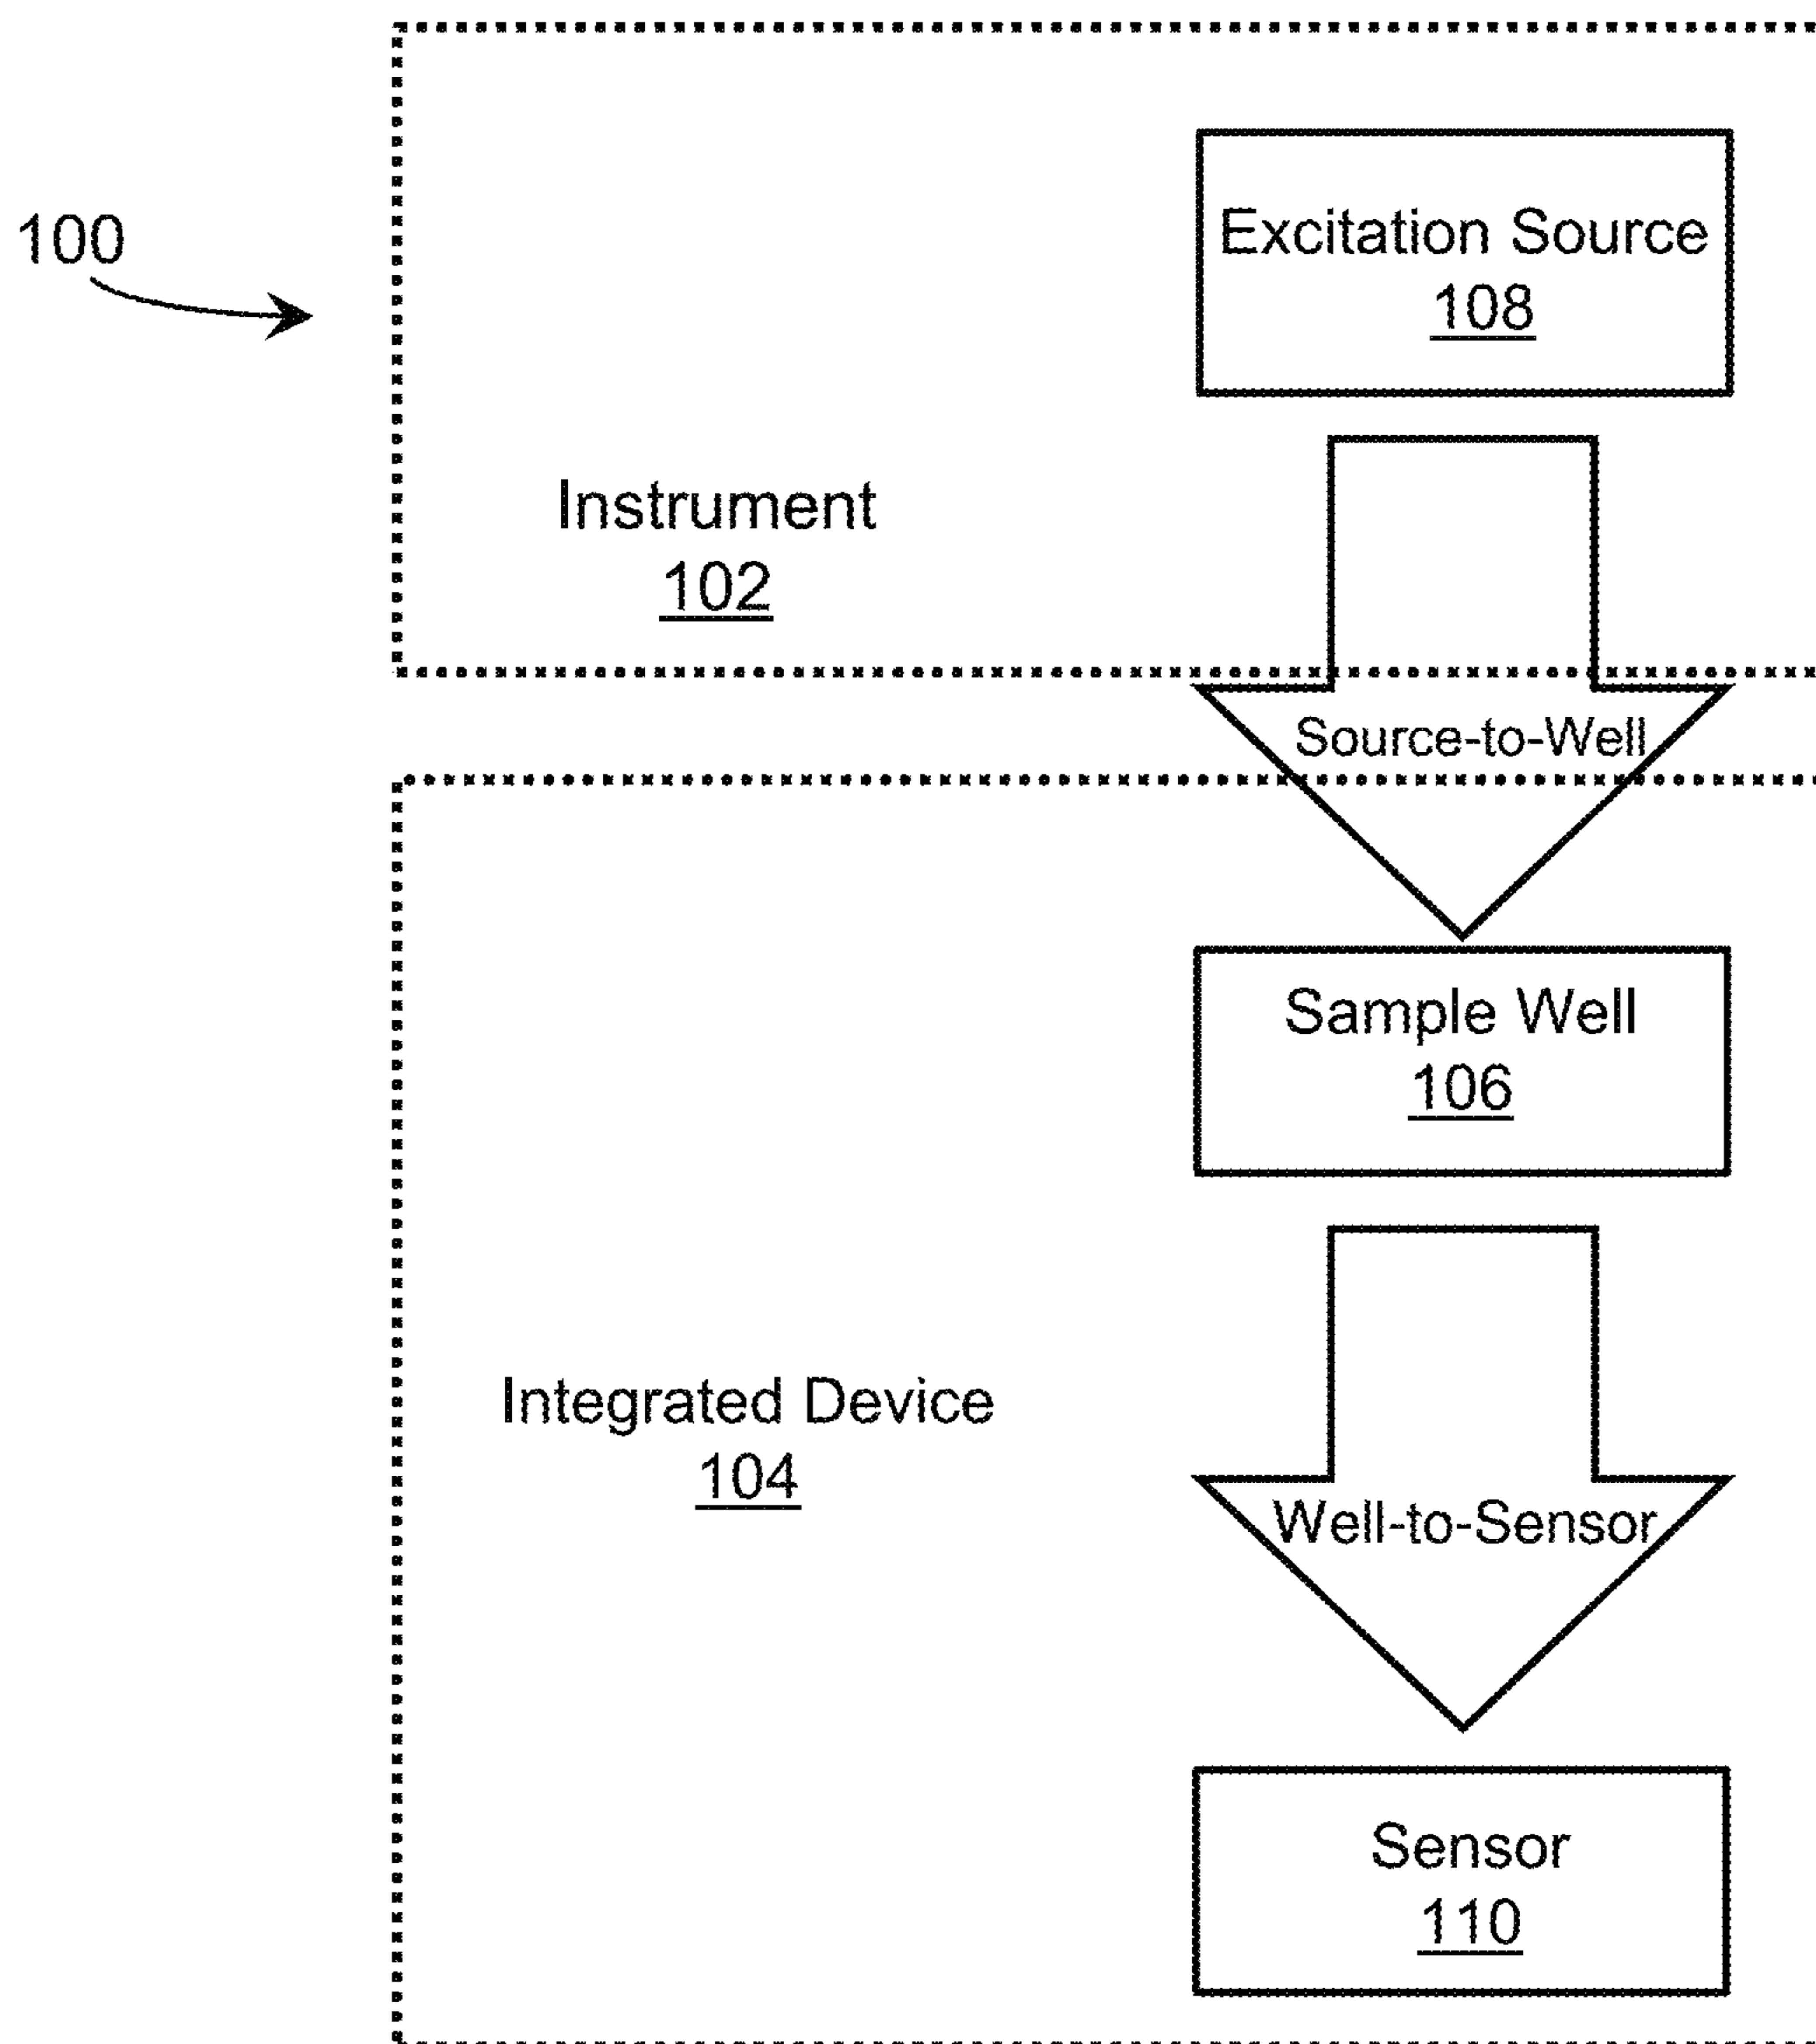 100
Excitation Source
108
Instrument
102
Source-to-Well
Sample Well
106
Integrated Device
104
Well-to-Sensor
Sensor
110